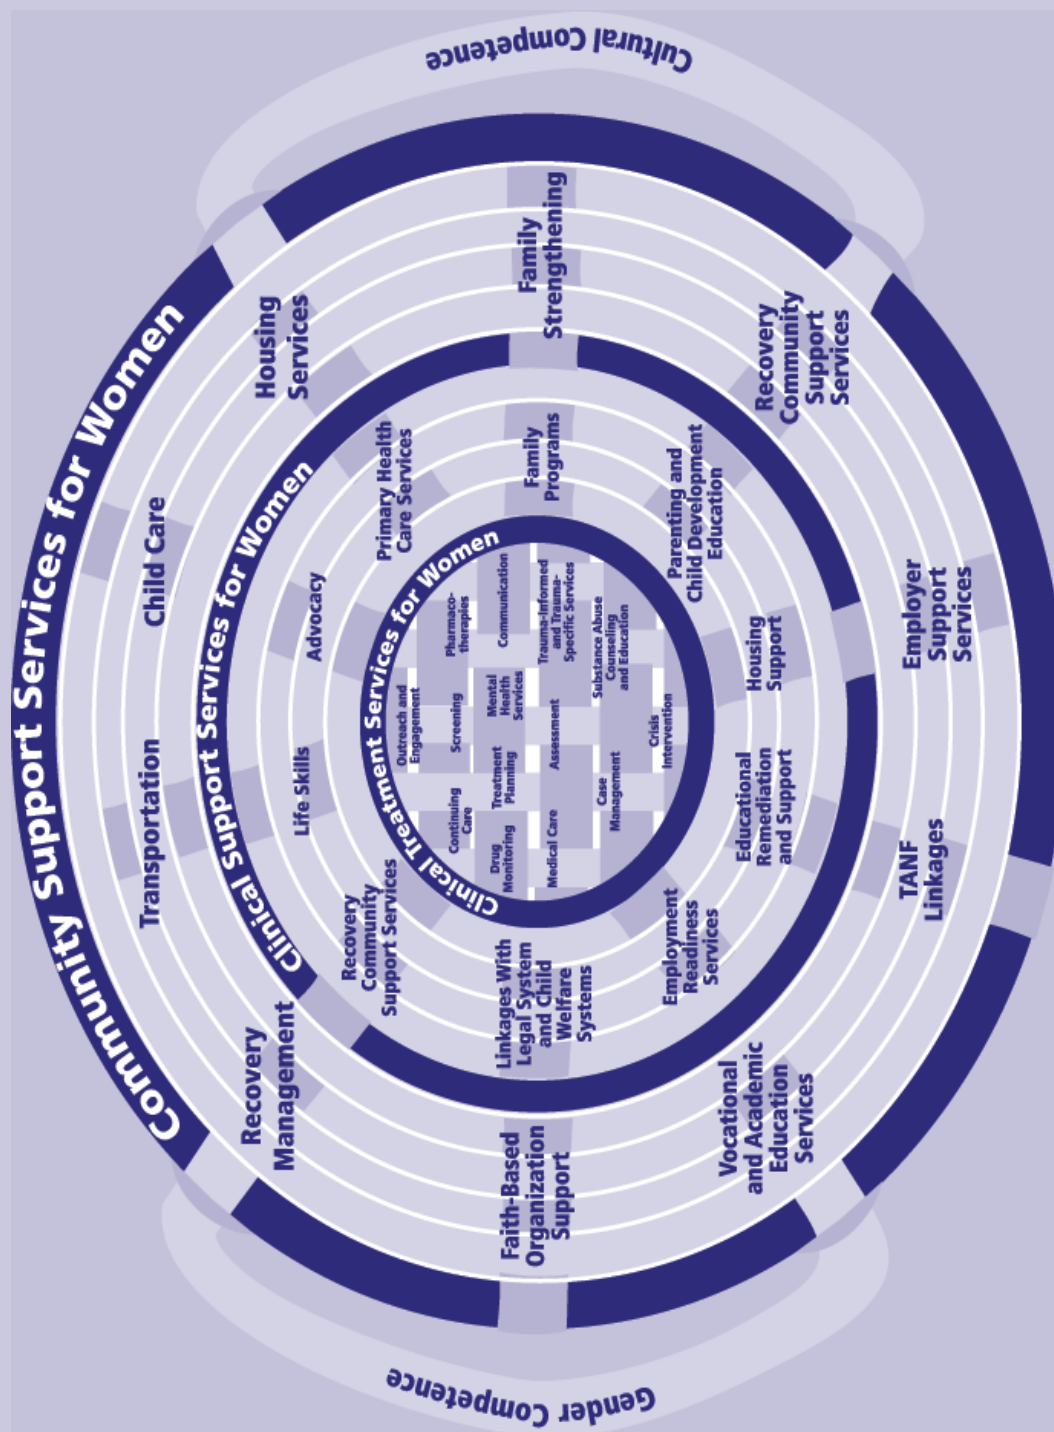 Community Support Services for Women
Recovery
Management
Transportation
Child Care
Housing
Services
Faith-Based
Organization
Support
Family
Strengthening
Vocational
and Academic
Education
Services
TANF
Linkages
Employer
Support
Services
Recovery
Community
Support
Services
Clinical Support Services for Women
Recovery
Community
Support Services
Life Skills
Advocacy
Primary Health
Care Services
Linkages With
Legal System
and Child
Welfare
Systems
Family
Programs
Employment
Readiness
Services
Educational
Remediation
and Support
Housing
Support
Parenting and
Child Development
Education
Clinical Treatment Services for Women
Outreach and
Engagement
Continuing
Care
Screening
Pharmaco-
therapies
Drug
Monitoring
Treatment
Planning
Mental
Health
Services
Communication
Medical Care
Assessment
Trauma-Informed
and Trauma-
Specific Services
Case
Management
Substance Abuse
Counseling
and Education
Crisis
Intervention
Gender Competence
Cultural Competence